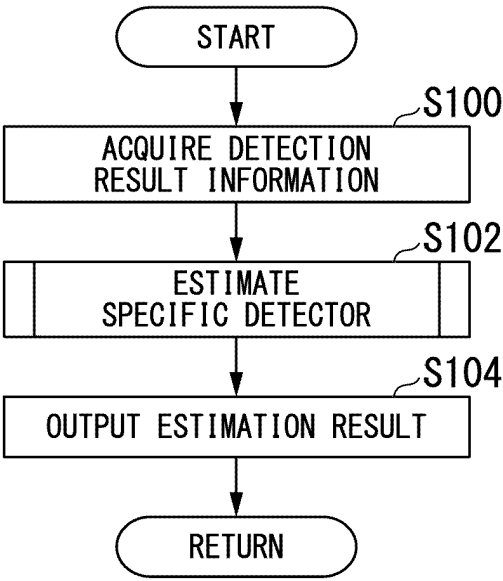 START
S100
ACQUIRE DETECTION
RESULT INFORMATION
S102
ESTIMATE
SPECIFIC DETECTOR
S104
OUTPUT ESTIMATION RESULT
RETURN